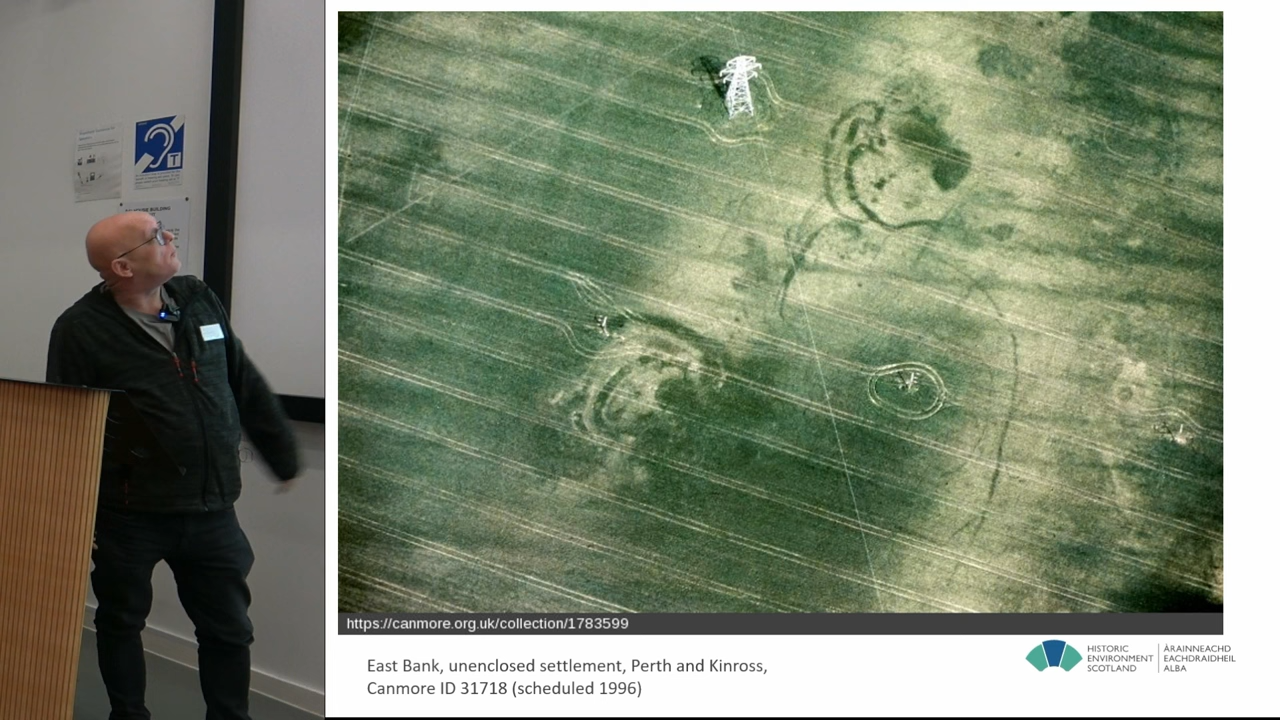 T
https://canmore.org.uk/collection/1783599
East Bank, unenclosed settlement, Perth and Kinross,
Canmore ID 31718 (scheduled 1996)
HISTORIC
ENVIRONMENT
SCOTLAND
ÀRAINNEACHD
EACHDRAIDHEIL
ALBA